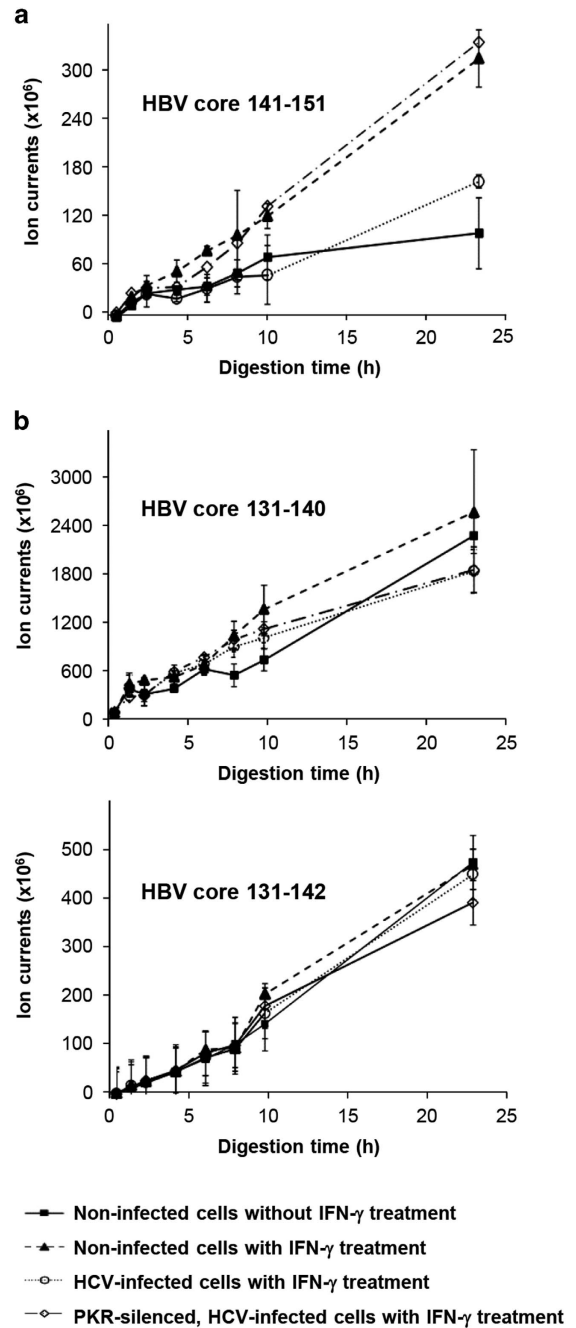 a
HBV core 141-151
Ion currents (x10⁶)
300
240
180
120
60
0
0
5
10
15
20
25
Digestion time (h)
b
HBV core 131-140
Ion currents (x10⁶)
3000
2400
1800
1200
600
0
0
5
10
15
20
25
Digestion time (h)
HBV core 131-142
Ion currents (x10⁶)
500
400
300
200
100
0
0
5
10
15
20
25
Digestion time (h)
Non-infected cells without IFN-γ treatment
Non-infected cells with IFN-γ treatment
HCV-infected cells with IFN-γ treatment
PKR-silenced, HCV-infected cells with IFN-γ treatment